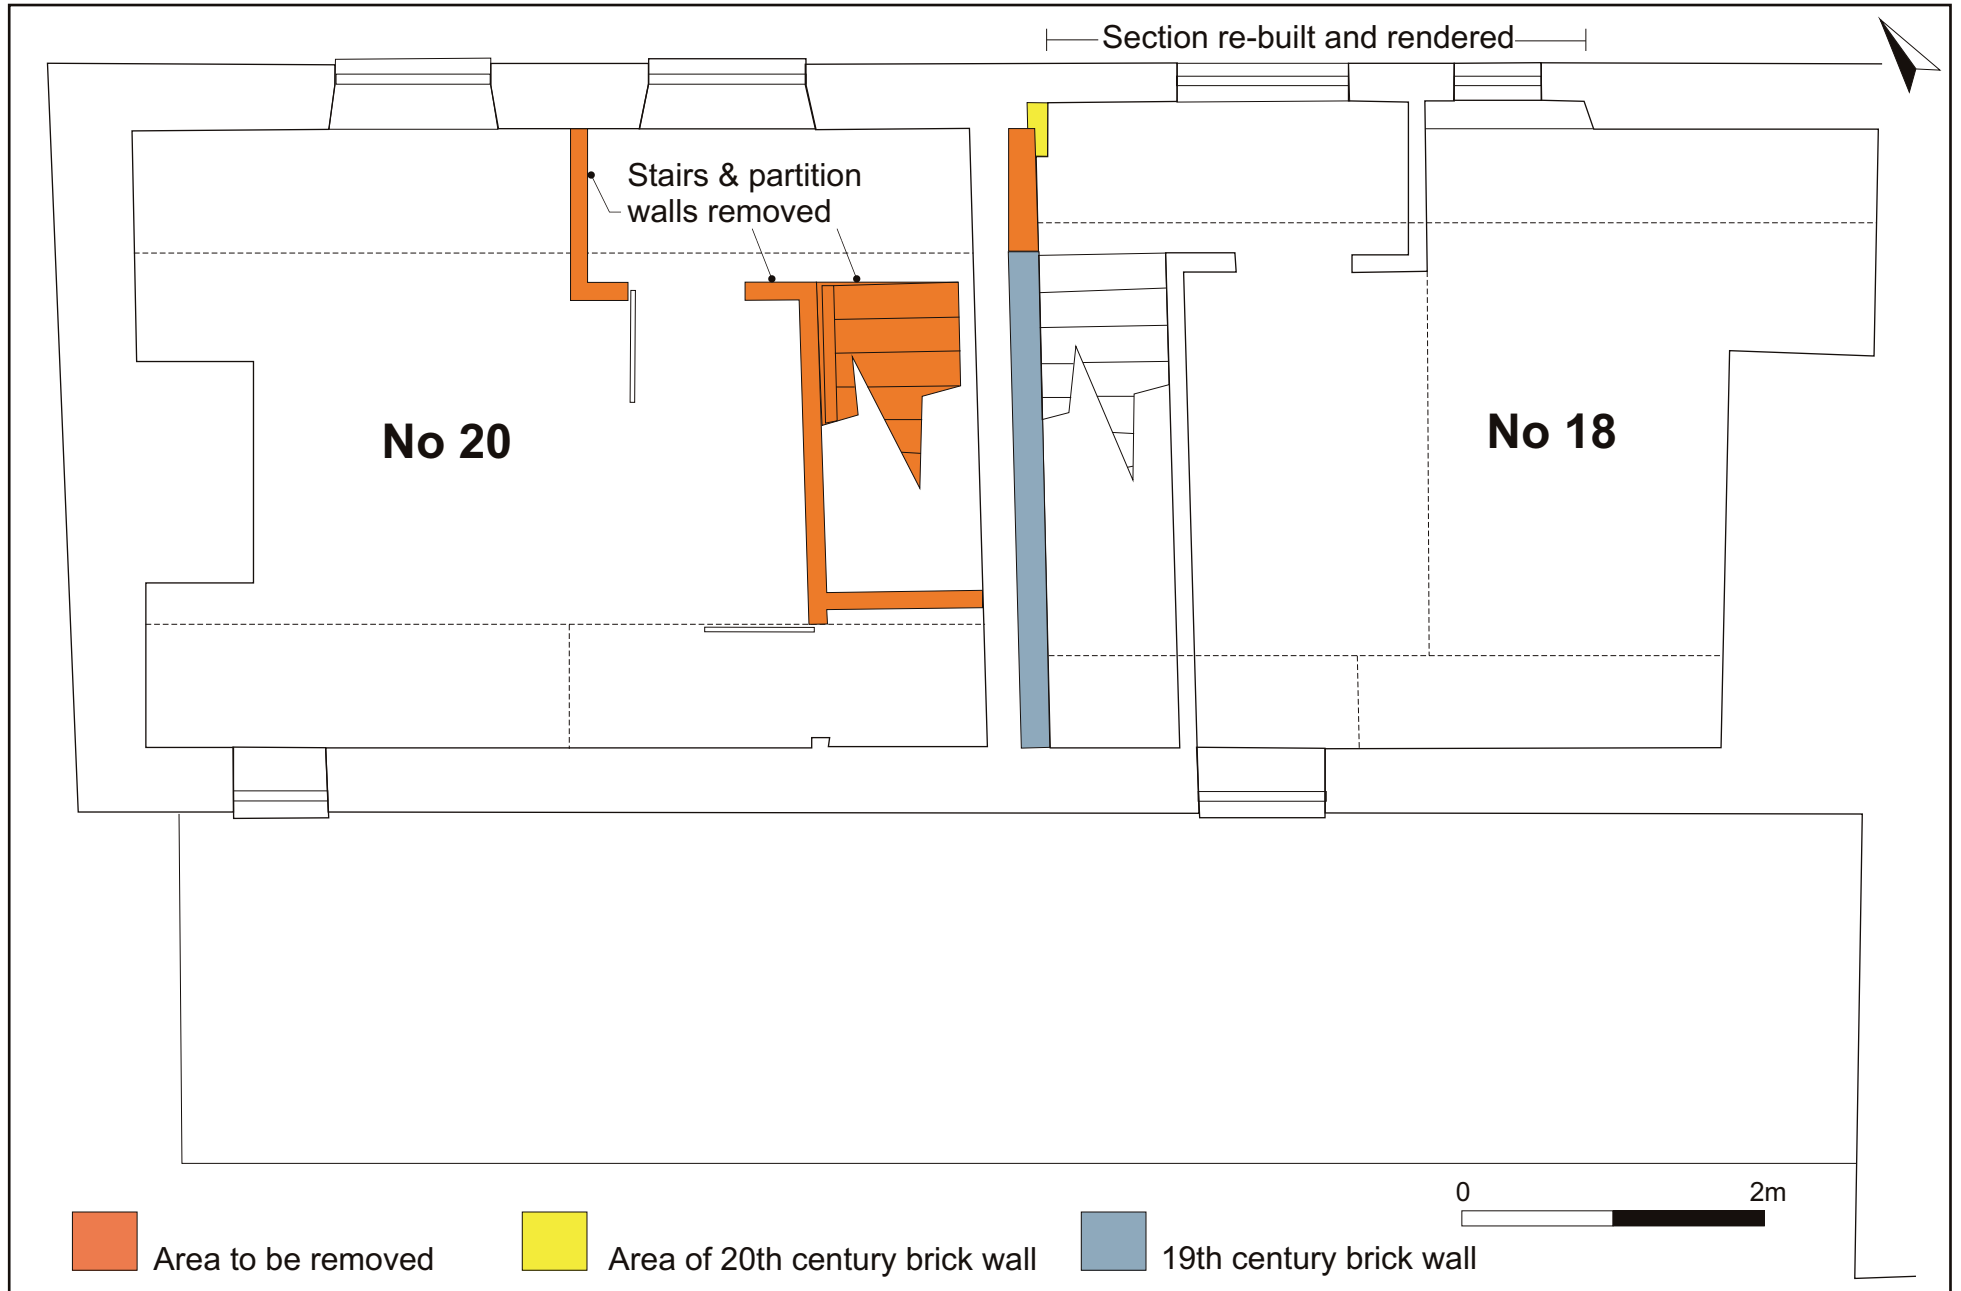 Section re-built and rendered
Stairs & partition
walls removed
No 20
No 18
0 2m
Area to be removed
Area of 20th century brick wall
19th century brick wall